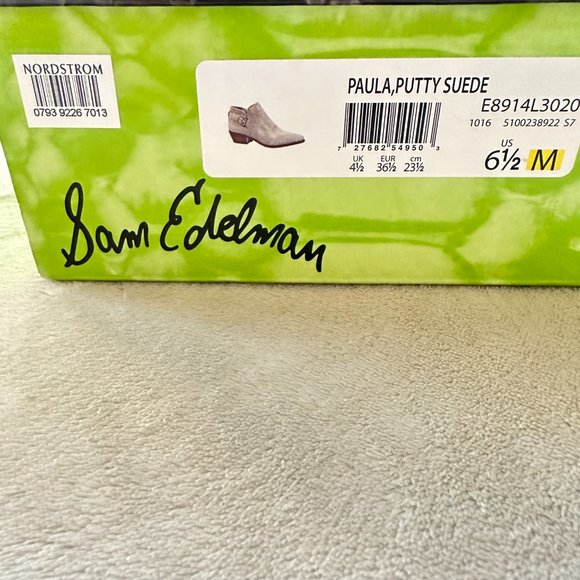 NORDSTROM
0793 9226 7013
PAULA,PUTTY SUEDE
E8914L3020
1016 5100238922 S7
7 27682 54950 3
UK EUR cm
4½ 36½ 23½
US
6½ M
Sam Edelman